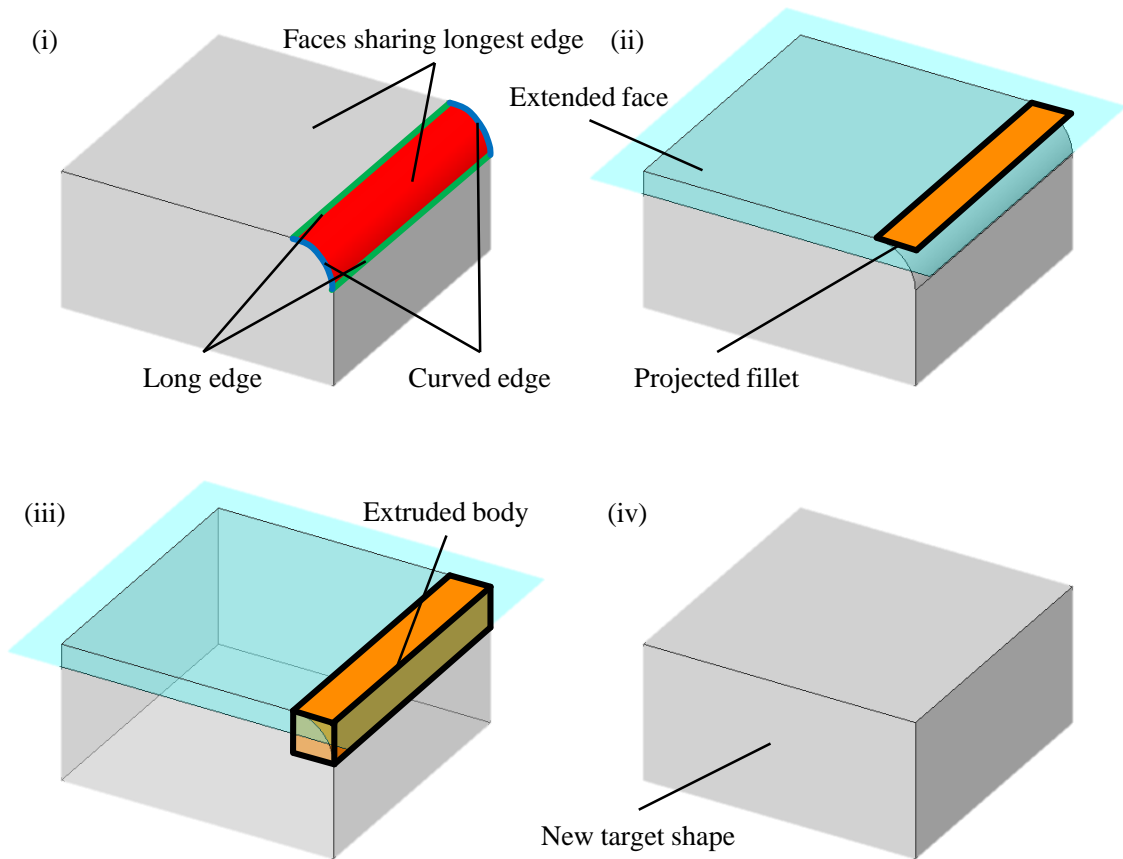 (i)
Faces sharing longest edge
Long edge
Curved edge
(ii)
Extended face
Projected fillet
(iii)
Extruded body
(iv)
New target shape